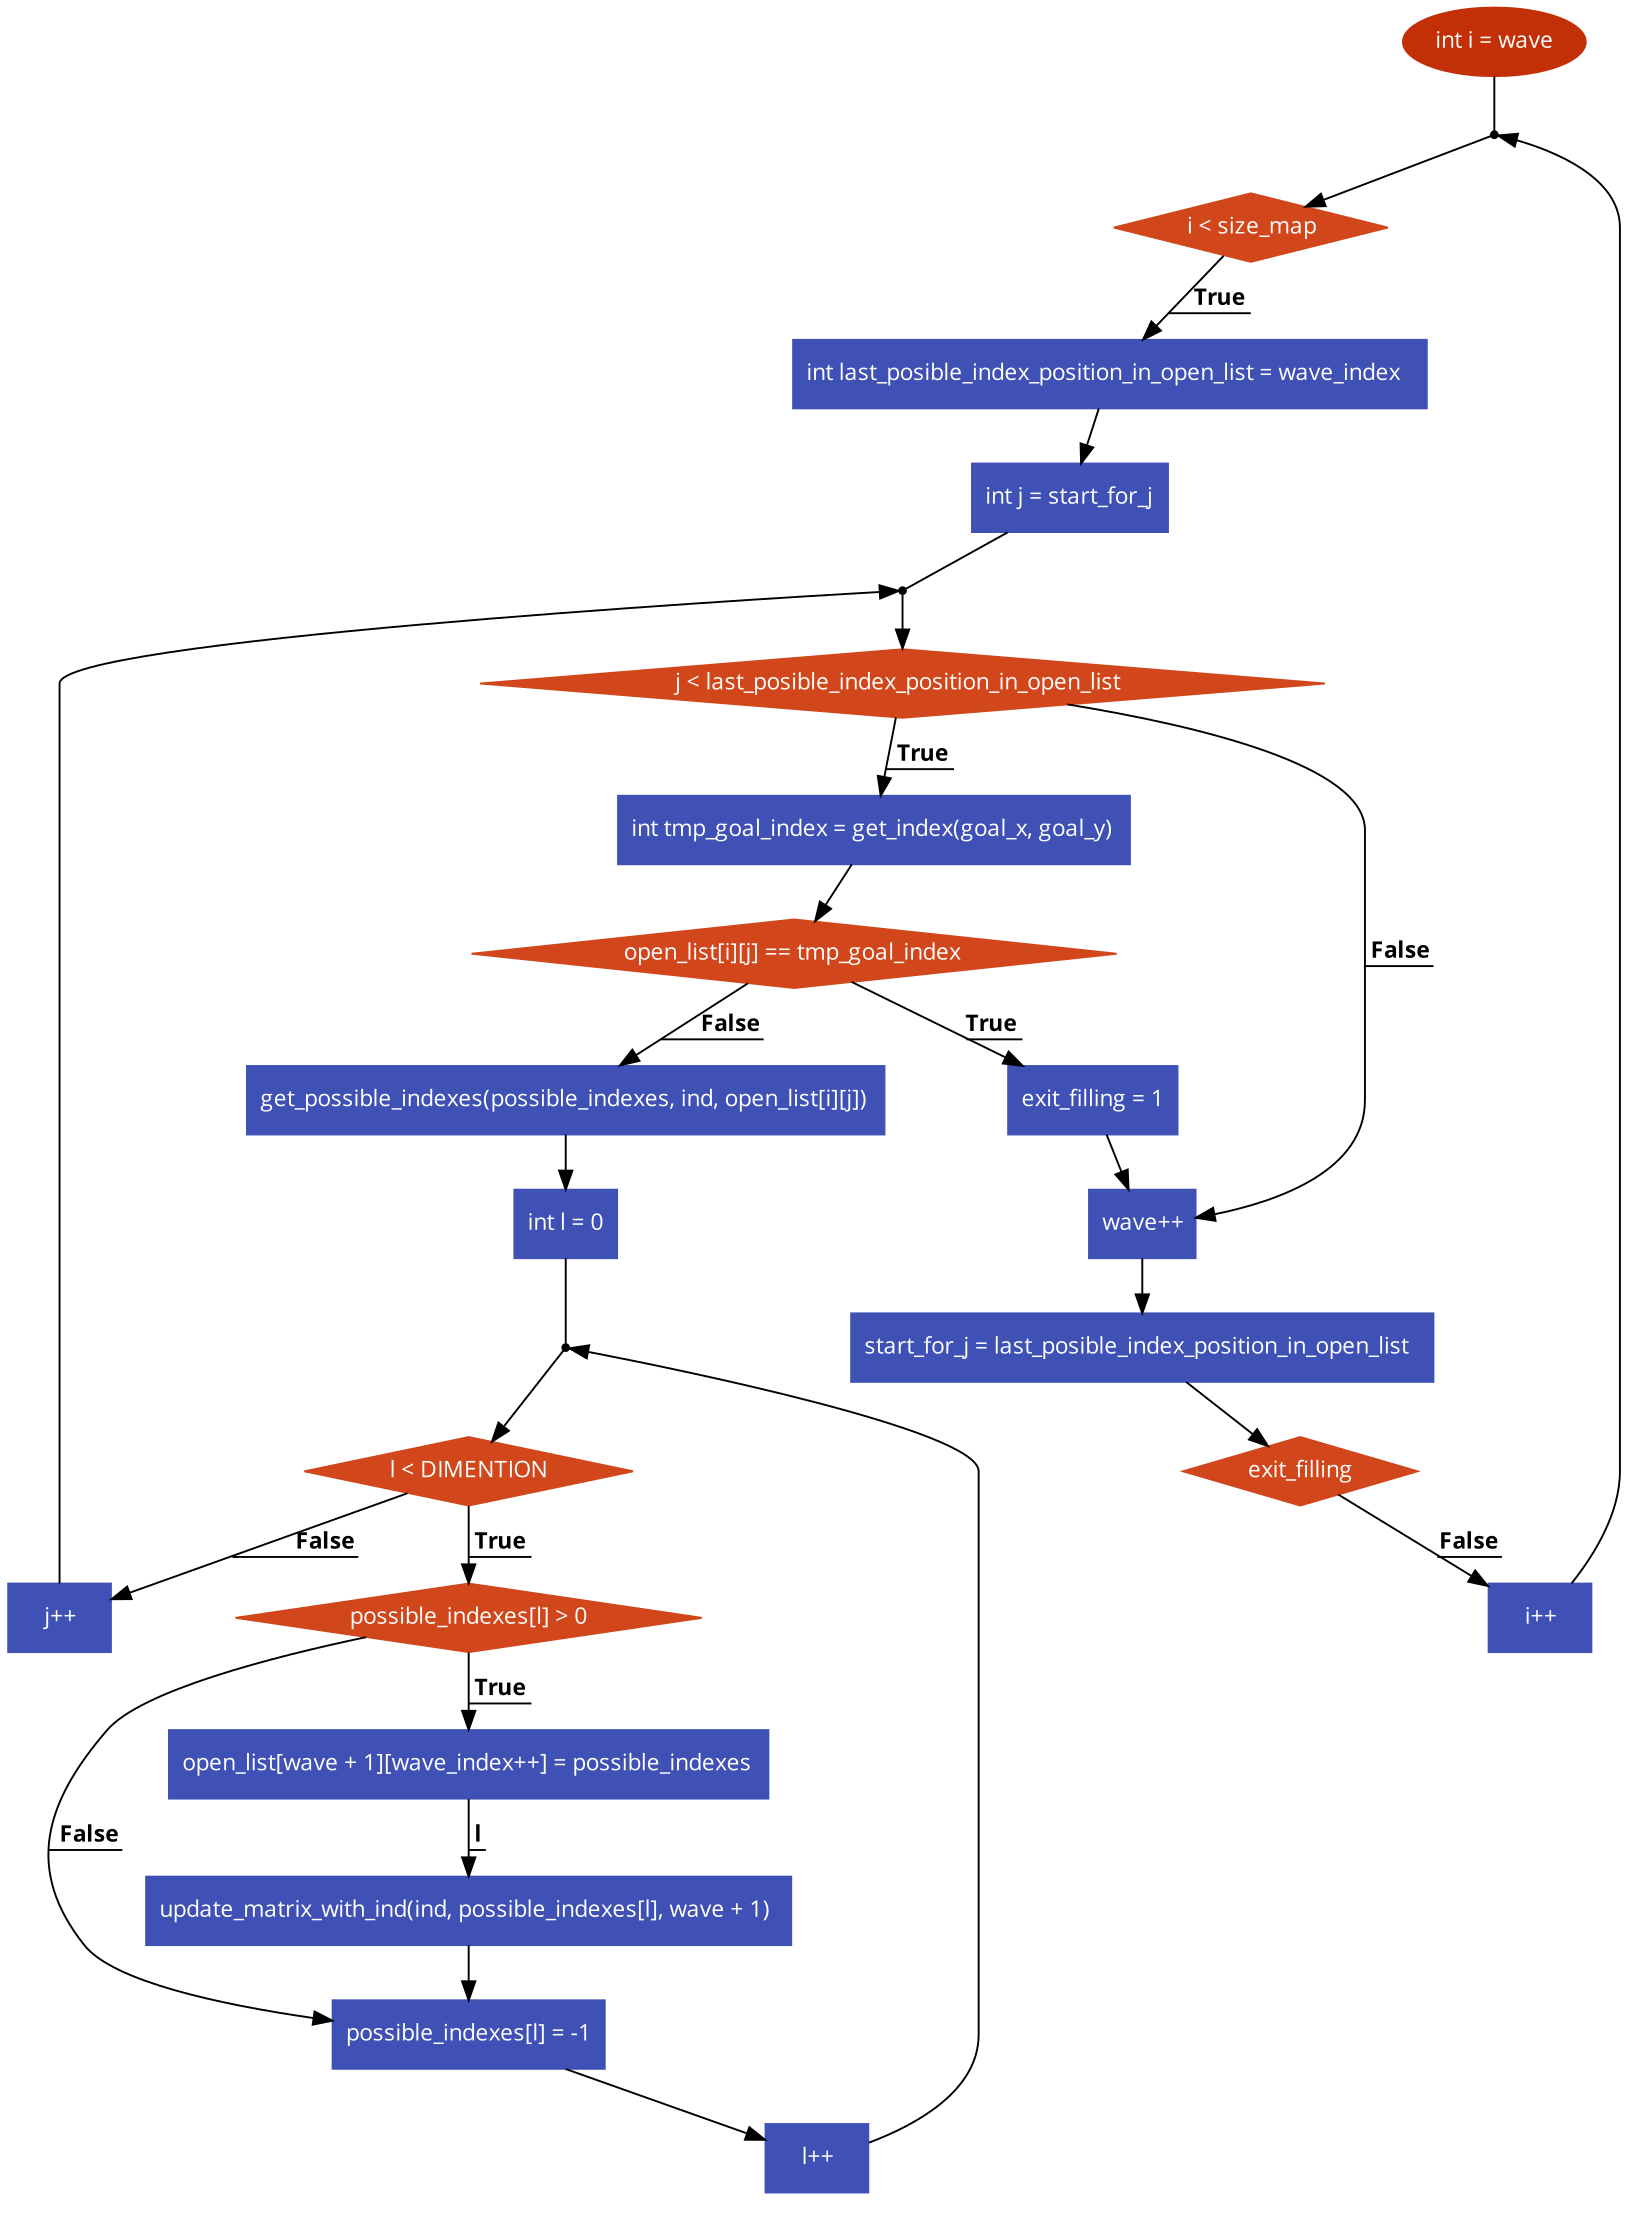 int i = wave
i < size_map
True
int last_posible_index_position_in_open_list = wave_index
int j = start_for_j
j < last_posible_index_position_in_open_list
True
int tmp_goal_index = get_index(goal_x, goal_y)
open_list[i][j] == tmp_goal_index
False
False
True
get_possible_indexes(possible_indexes, ind, open_list[i][j])
exit_filling = 1
int l = 0
wave++
start_for_j = last_posible_index_position_in_open_list
l < DIMENTION
exit_filling
False
True
False
j++
possible_indexes[l] > 0
i++
True
open_list[wave + 1][wave_index++] = possible_indexes
False
l
update_matrix_with_ind(ind, possible_indexes[l], wave + 1)
possible_indexes[l] = -1
l++